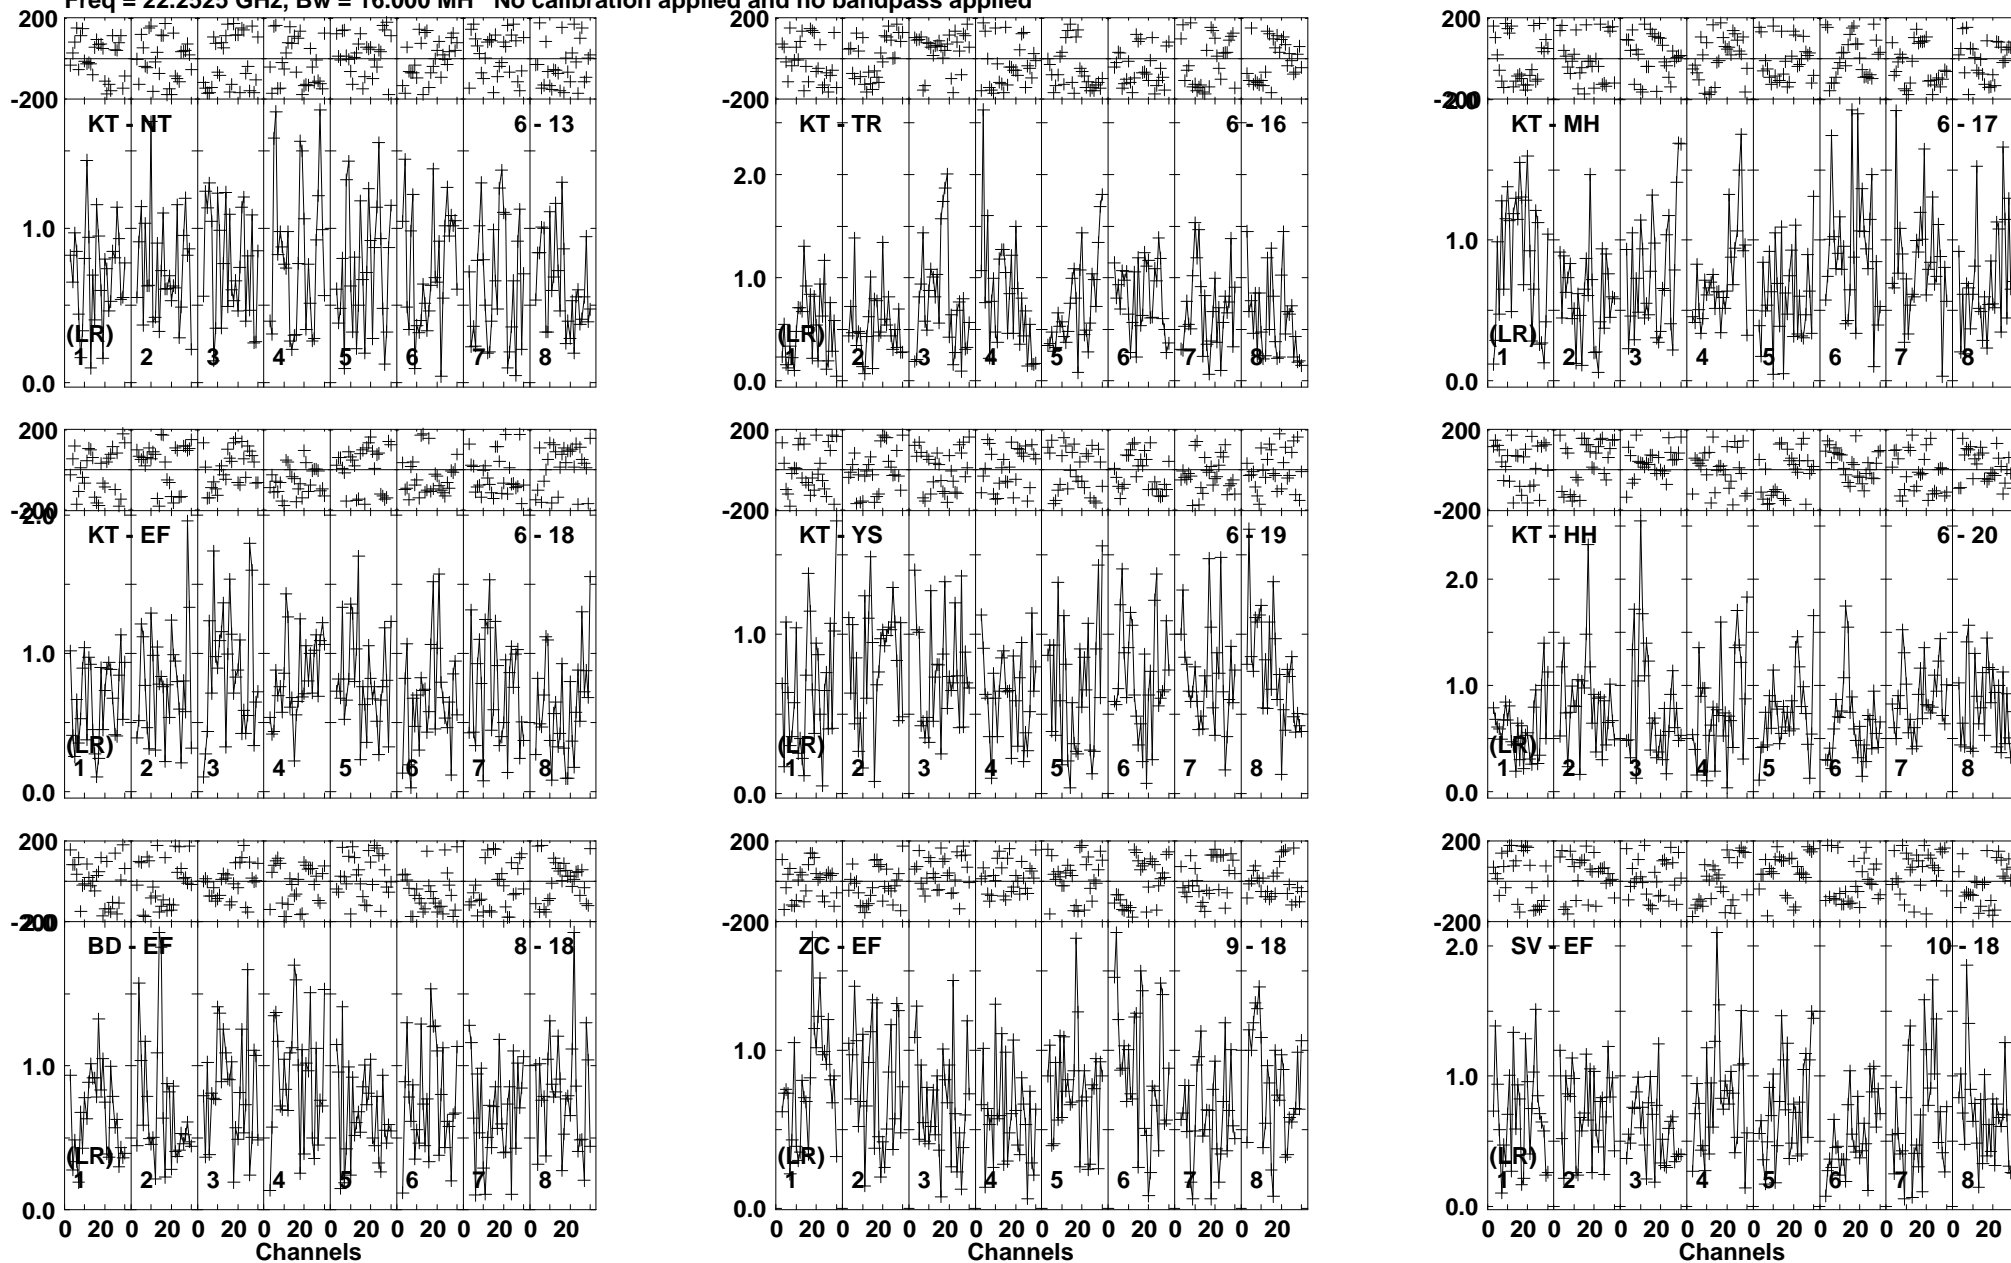 Freq = 22.2525 GHz, Bw = 16.000 MH No calibration applied and no bandpass applied
200 200 200
-200 -200 -200
2.0
KT - NT 6 - 13 KT - TR 6 - 16 KT - MH 6 - 17
2.0
1.0 1.0 1.0
(LR) (LR) (LR)
1 2 3 4 5 6 7 8 1 2 3 4 5 6 7 8 1 2 3 4 5 6 7 8
0.0 0.0 0.0
200 200 200
-200 -200 -200
2.0
KT - EF 6 - 18 KT - YS 6 - 19 KT - HH 6 - 20
2.0
1.0 1.0 1.0
(LR) (LR) (LR)
1 2 3 4 5 6 7 8 1 2 3 4 5 6 7 8 1 2 3 4 5 6 7 8
0.0 0.0 0.0
200 200 200
-200 -200 -200
2.0
BD - EF 8 - 18 ZC - EF 9 - 18 SV - EF 10 - 18
2.0
1.0 1.0 1.0
(LR) (LR) (LR)
1 2 3 4 5 6 7 8 1 2 3 4 5 6 7 8 1 2 3 4 5 6 7 8
0.0 0.0 0.0
0 20 0 20 0 20 0 20 0 20 0 20 0 20 0 20 0 20 0 20 0 20 0 20 0 20 0 20 0 20 0 20 0 20 0 20 0 20 0 20 0 20 0 20 0 20 0 20
Channels Channels Channels